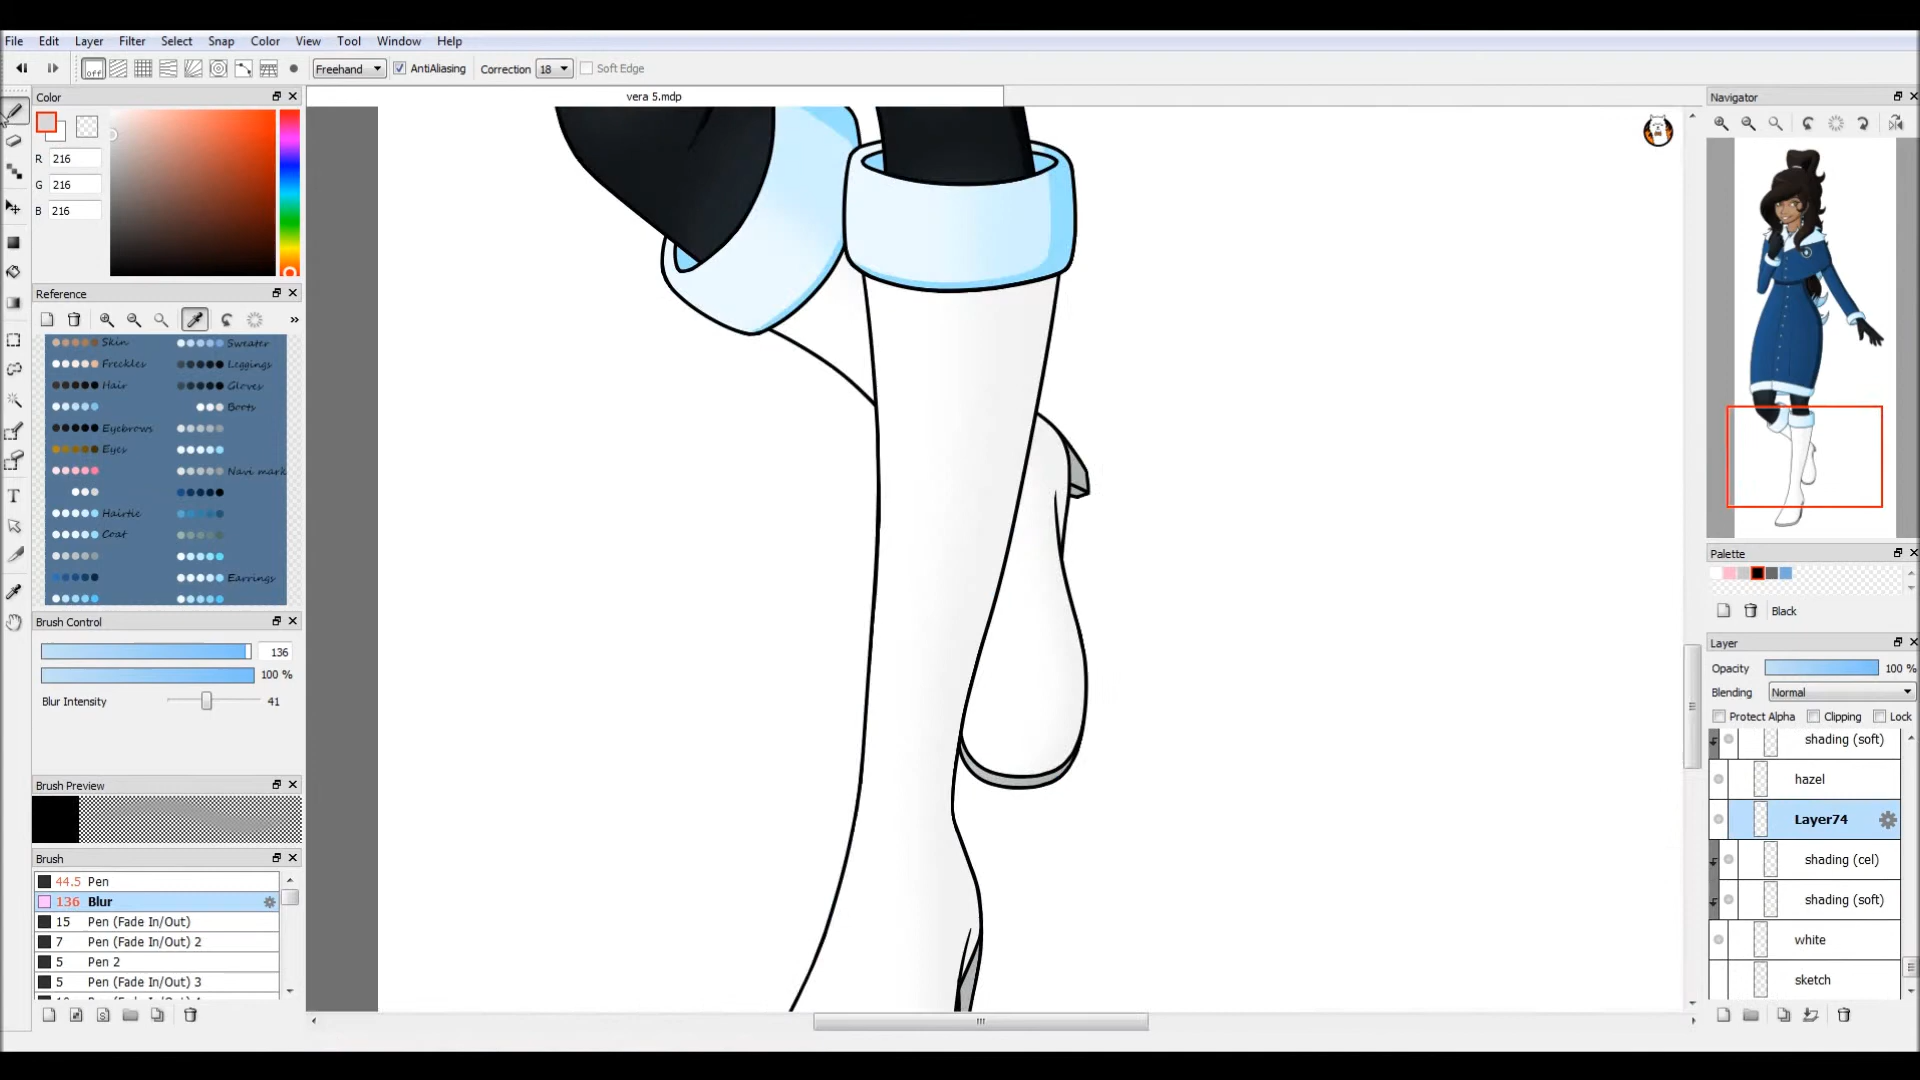 File Edit Layer Filter Select Snap Color View Tool Window Help
off Freehand AntiAliasing Correction 18 Soft Edge
Color
vera 5.mdp
Navigator
R 216
G 216
B 216
Reference
Skin Sweater
Freckles Leggings
Hair Gloves
Boots
Eyebrows
Eyes
Navi mark
Hairtie
Coat
Earrings
Brush Control
136
100 %
Blur Intensity 41
Brush Preview
Brush
44.5 Pen
136 Blur
15 Pen (Fade In/Out)
7 Pen (Fade In/Out) 2
5 Pen 2
5 Pen (Fade In/Out) 3
Palette
Black
Layer
Opacity 100 %
Blending Normal
Protect Alpha Clipping Lock
shading (soft)
hazel
Layer74
shading (cel)
shading (soft)
white
sketch